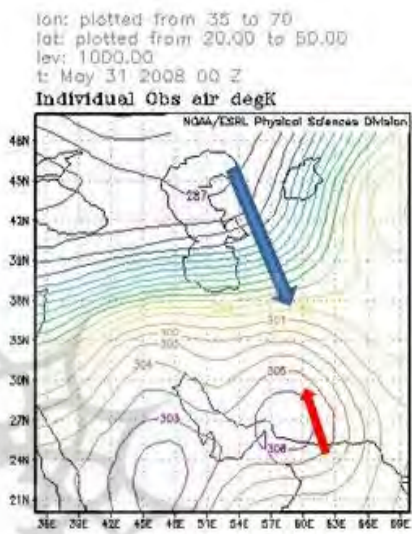 lon: plotted from 35 to 70
lat: plotted from 20.00 to 50.00
lev: 1000.00
t: May 31 2008 00 Z
Individual Obs air degK
NOAA/ESRL Physical Sciences Division
48N
45N
287
42N
39N
36N
301
33N
300
304
305
30N
303
27N
306
24N
21N
36E 39E 42E 45E 48E 51E 54E 57E 60E 63E 66E 69E